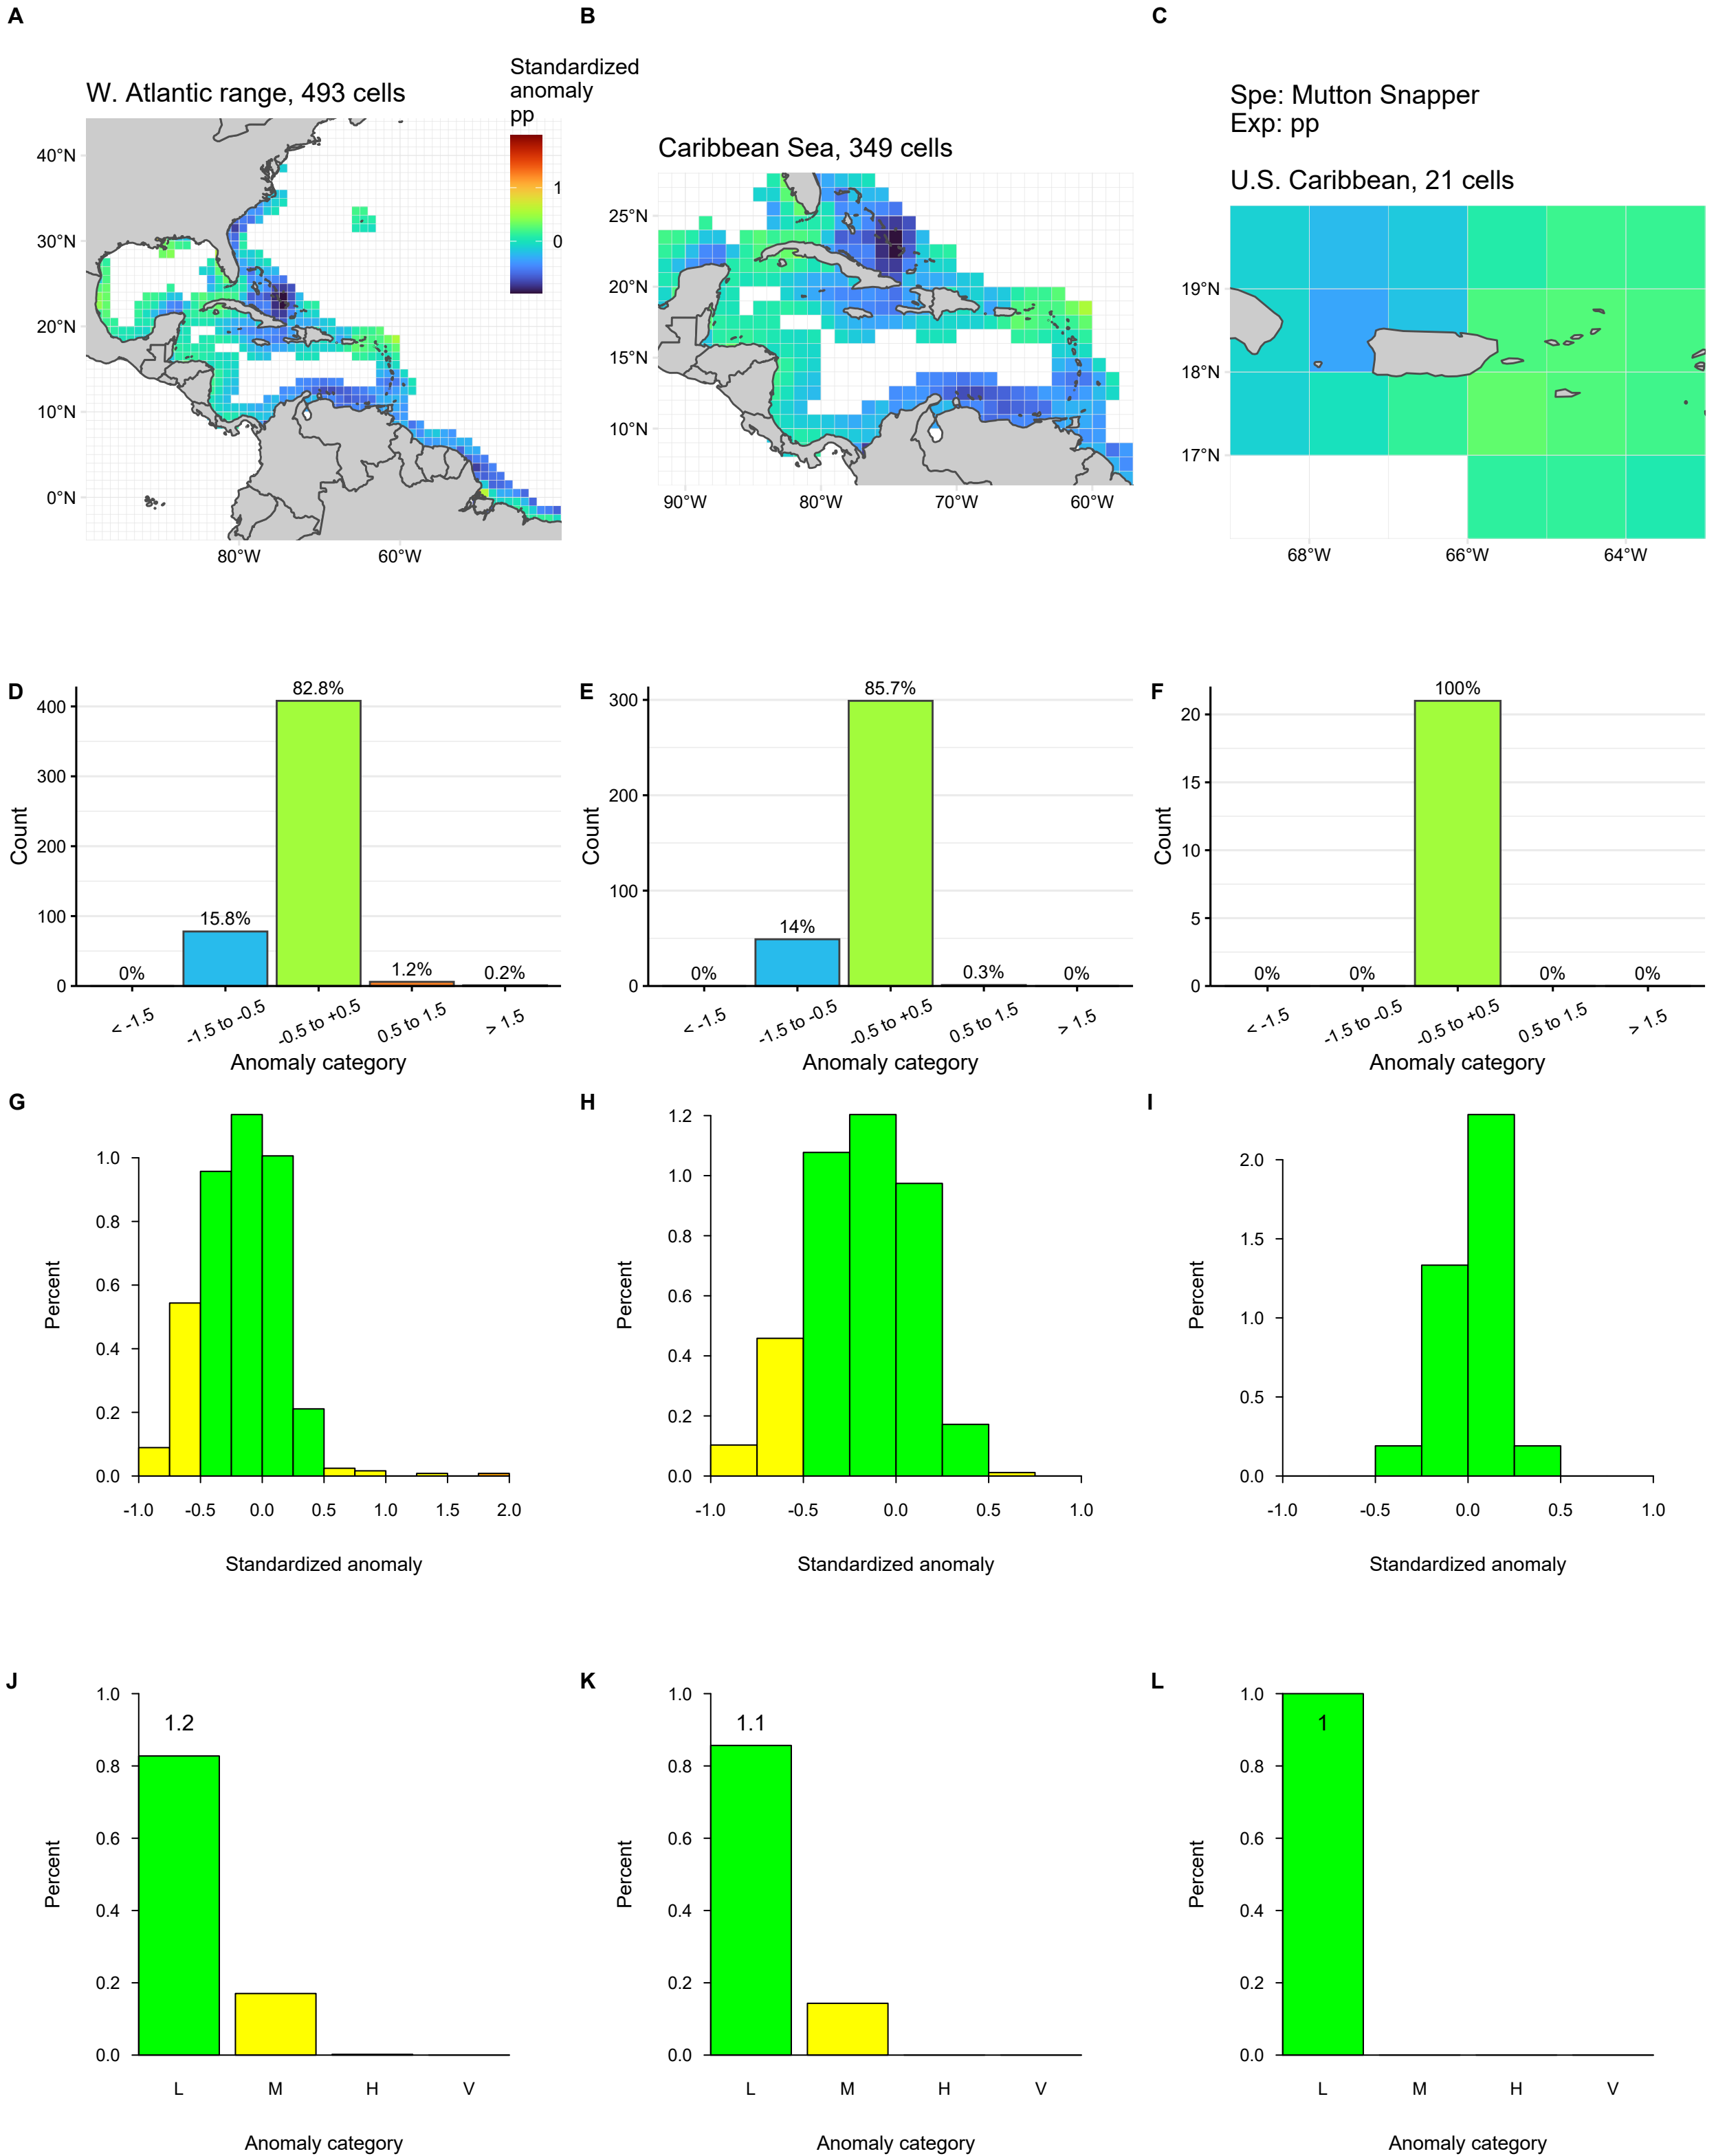 A
B
C
W. Atlantic range, 493 cells
Standardized
anomaly
pp
1
0
40°N
30°N
20°N
10°N
0°N
80°W
60°W
Caribbean Sea, 349 cells
25°N
20°N
15°N
10°N
90°W
80°W
70°W
60°W
Spe: Mutton Snapper
Exp: pp
U.S. Caribbean, 21 cells
19°N
18°N
17°N
68°W
66°W
64°W
D
Count
400
300
200
100
0
0%
15.8%
82.8%
1.2%
0.2%
< -1.5
-1.5 to -0.5
-0.5 to +0.5
0.5 to 1.5
> 1.5
Anomaly category
E
Count
300
200
100
0
0%
14%
85.7%
0.3%
0%
< -1.5
-1.5 to -0.5
-0.5 to +0.5
0.5 to 1.5
> 1.5
Anomaly category
F
Count
20
15
10
5
0
0%
0%
100%
0%
0%
< -1.5
-1.5 to -0.5
-0.5 to +0.5
0.5 to 1.5
> 1.5
Anomaly category
G
Percent
1.0
0.8
0.6
0.4
0.2
0.0
-1.0
-0.5
0.0
0.5
1.0
1.5
2.0
Standardized anomaly
H
Percent
1.2
1.0
0.8
0.6
0.4
0.2
0.0
-1.0
-0.5
0.0
0.5
1.0
Standardized anomaly
I
Percent
2.0
1.5
1.0
0.5
0.0
-1.0
-0.5
0.0
0.5
1.0
Standardized anomaly
J
Percent
1.0
0.8
0.6
0.4
0.2
0.0
1.2
L
M
H
V
Anomaly category
K
Percent
1.0
0.8
0.6
0.4
0.2
0.0
1.1
L
M
H
V
Anomaly category
L
Percent
1.0
0.8
0.6
0.4
0.2
0.0
1
L
M
H
V
Anomaly category